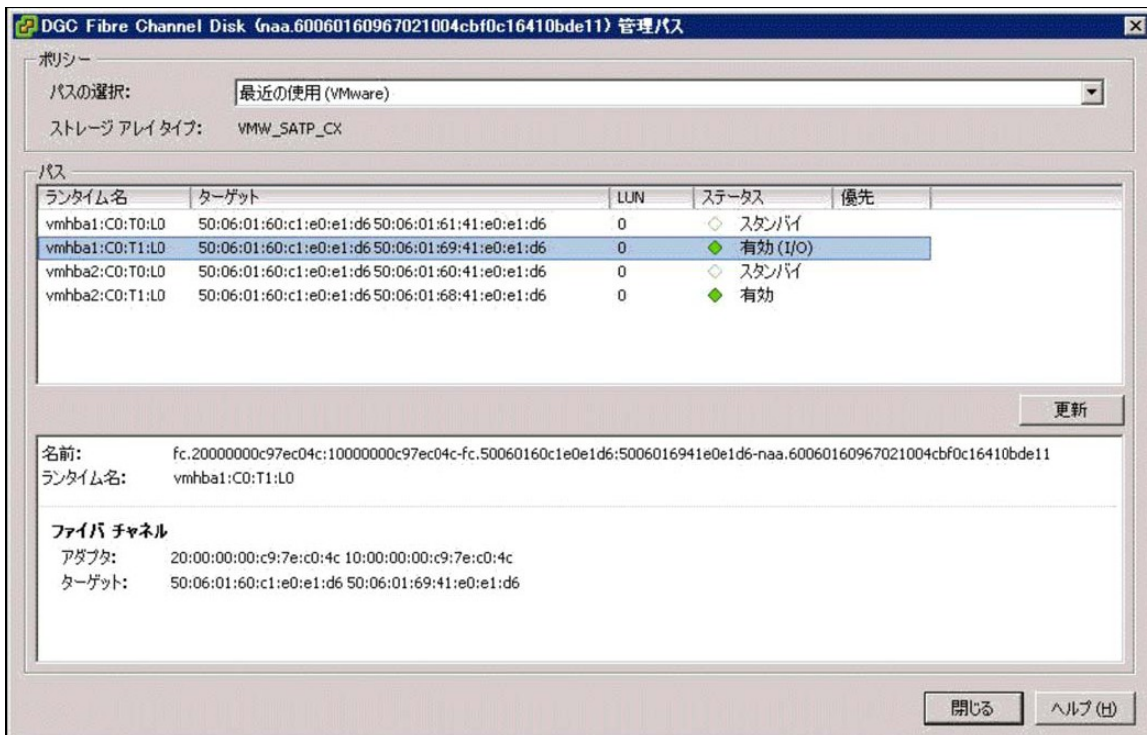 DGC Fibre Channel Disk (naa.60060160967021004cbf0c16410bde11) 管理パス
ポリシー
パスの選択: 最近の使用 (VMware)
ストレージ アレイ タイプ: VMW_SATP_CX
パス
ランタイム名 ターゲット LUN ステータス 優先
vmhba1:C0:T0:L0 50:06:01:60:c1:e0:e1:d6 50:06:01:61:41:e0:e1:d6 0 スタンバイ
vmhba1:C0:T1:L0 50:06:01:60:c1:e0:e1:d6 50:06:01:69:41:e0:e1:d6 0 有効 (I/O)
vmhba2:C0:T0:L0 50:06:01:60:c1:e0:e1:d6 50:06:01:60:41:e0:e1:d6 0 スタンバイ
vmhba2:C0:T1:L0 50:06:01:60:c1:e0:e1:d6 50:06:01:68:41:e0:e1:d6 0 有効
更新
名前: fc.20000000c97ec04c:10000000c97ec04c-fc.50060160c1e0e1d6:5006016941e0e1d6-naa.60060160967021004cbf0c16410bde11
ランタイム名: vmhba1:C0:T1:L0
ファイバ チャネル
アダプタ: 20:00:00:00:c9:7e:c0:4c 10:00:00:00:c9:7e:c0:4c
ターゲット: 50:06:01:60:c1:e0:e1:d6 50:06:01:69:41:e0:e1:d6
閉じる ヘルプ (H)